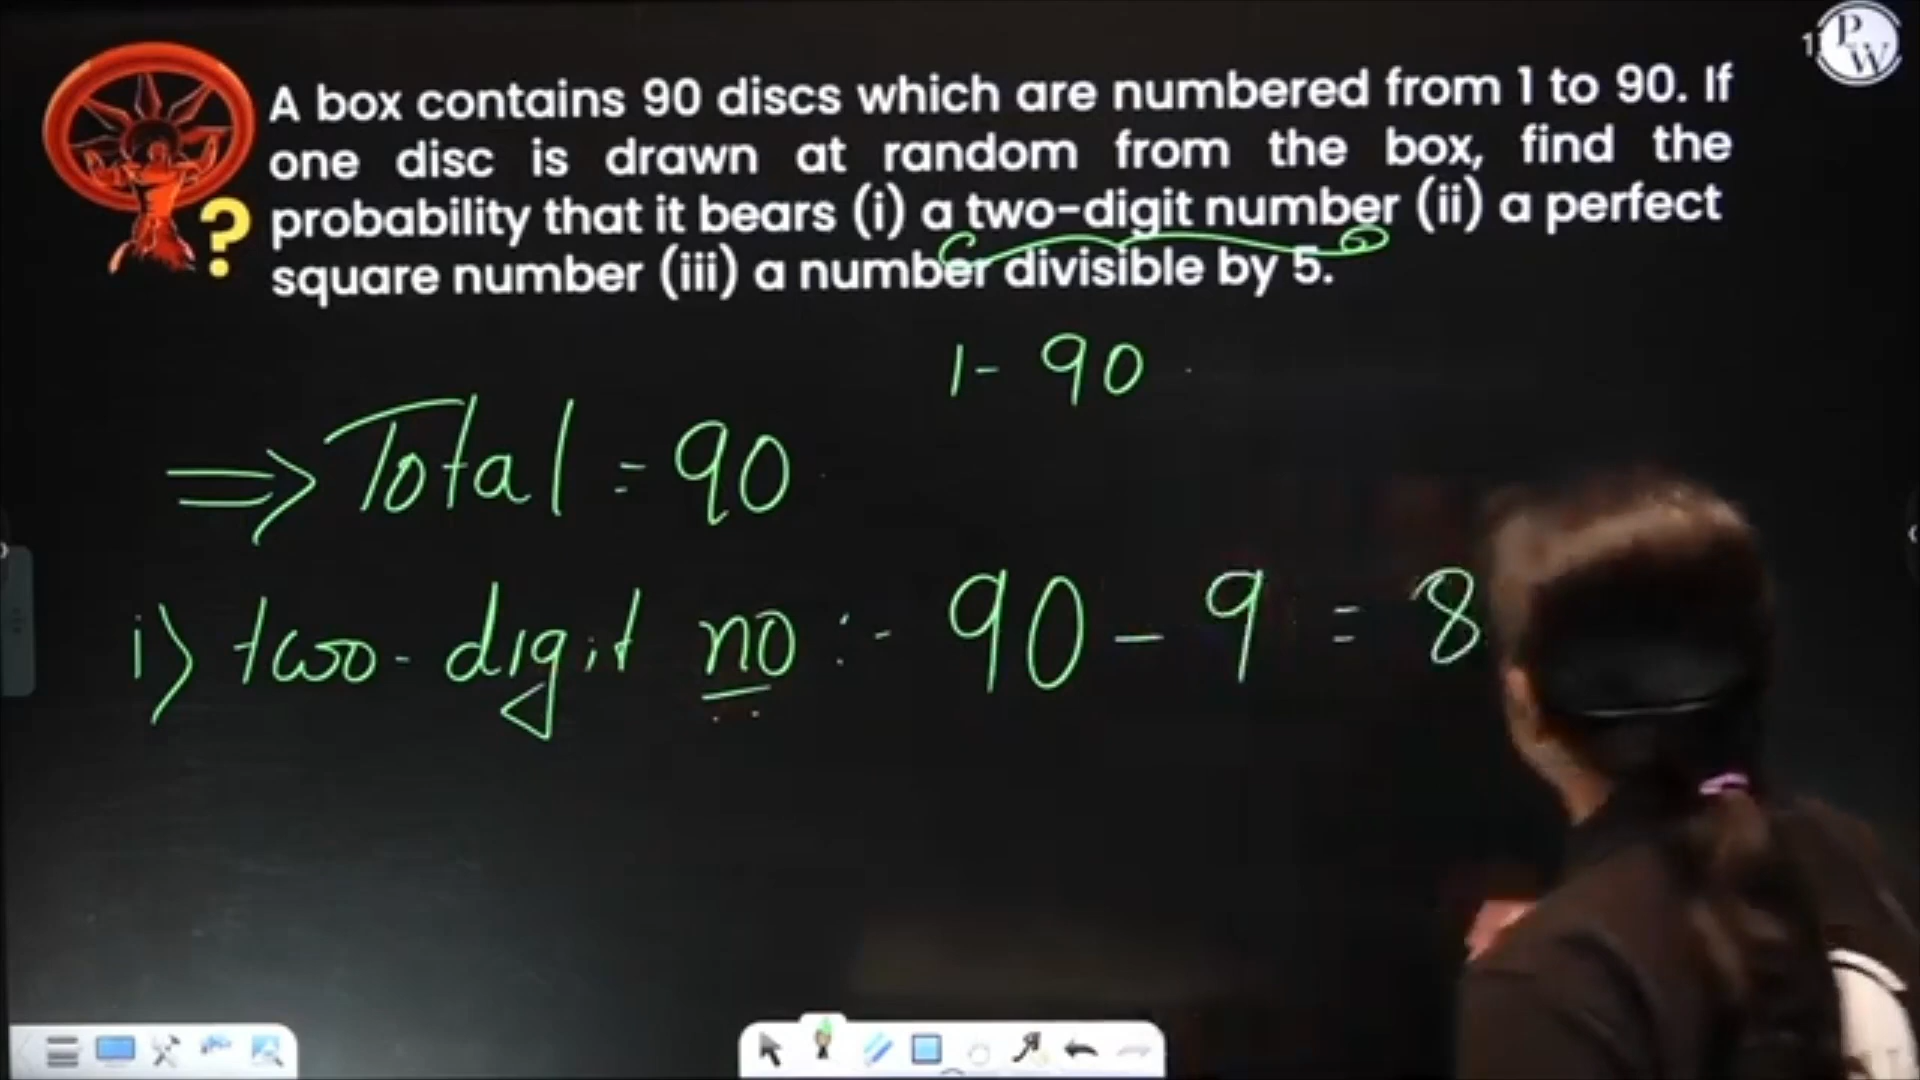 A box contains 90 discs which are numbered from 1 to 90. If
one disc is drawn at random from the box, find the
probability that it bears (i) a two-digit number (ii) a perfect
square number (iii) a number divisible by 5.
?
P
W
1 - 90
⇒ Total = 90
i) two-digit no :- 90 - 9 = 8